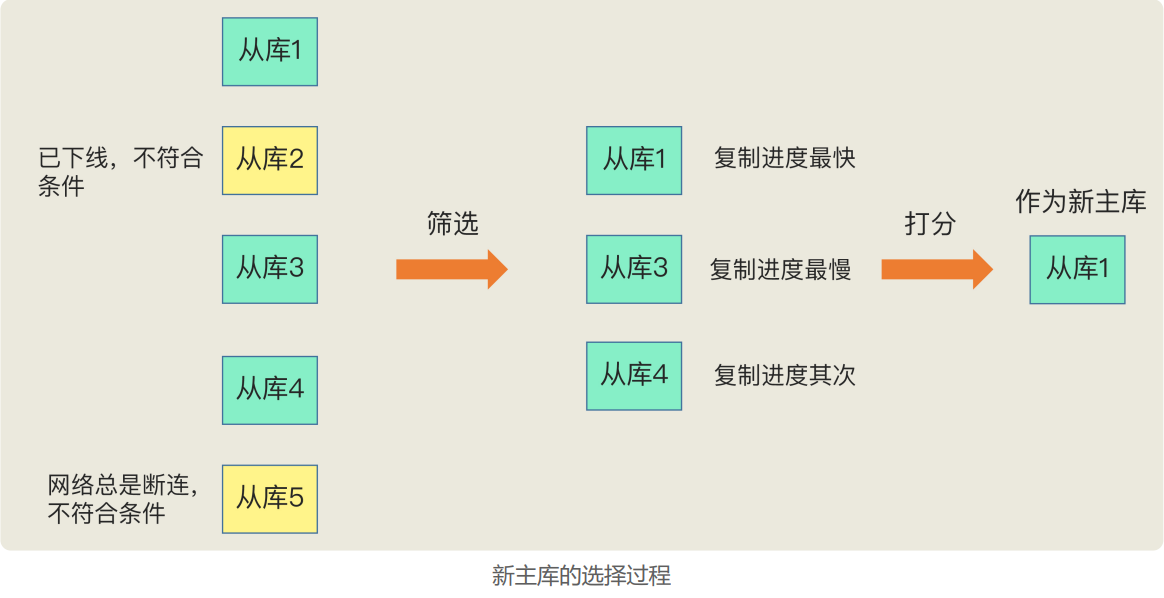 从库1
已下线，不符合
条件
从库2
从库3
从库4
网络总是断连，
不符合条件
从库5
筛选
从库1
复制进度最快
从库3
复制进度最慢
从库4
复制进度其次
打分
作为新主库
从库1
新主库的选择过程